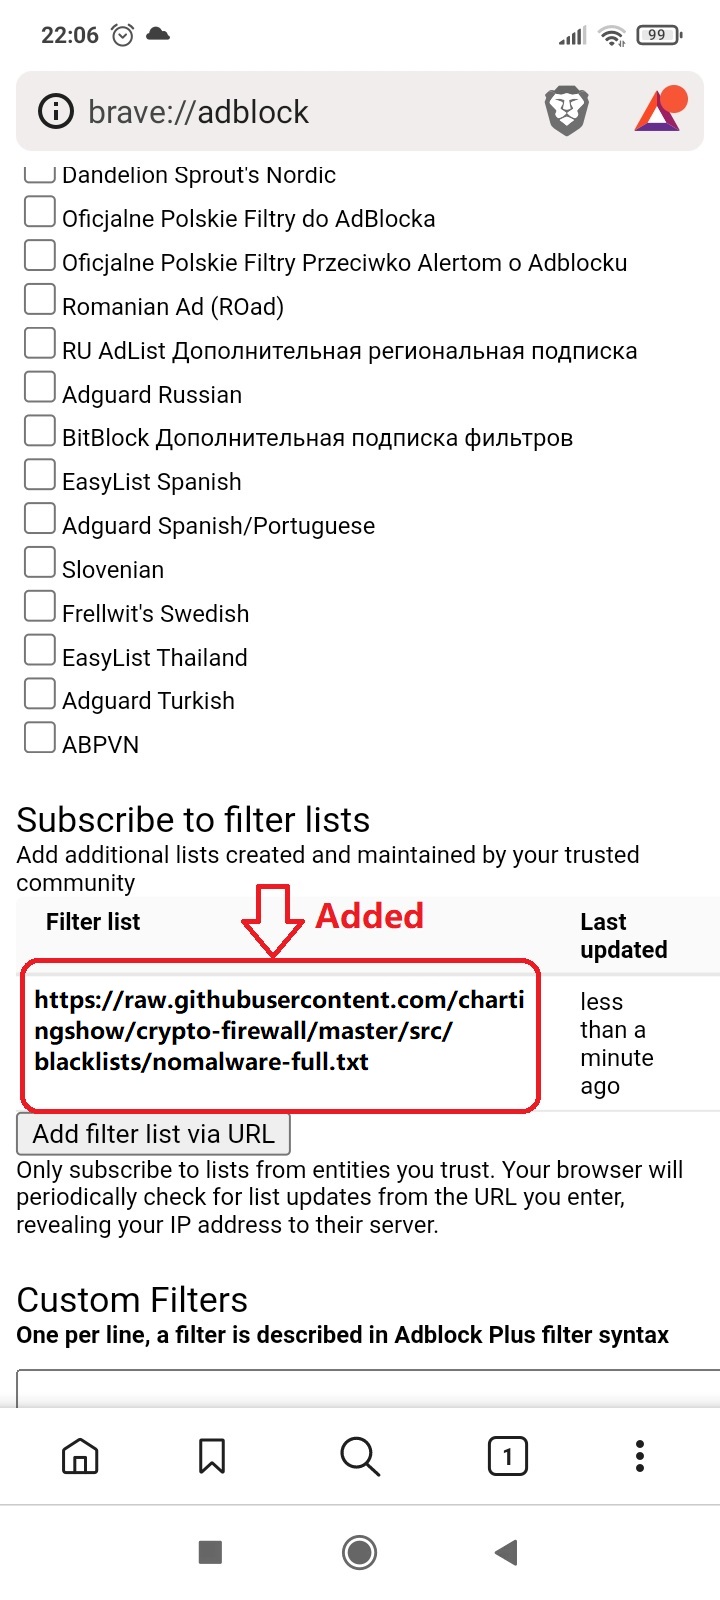 22:06
99
brave://adblock
Dandelion Sprout's Nordic
Oficjalne Polskie Filtry do AdBlocka
Oficjalne Polskie Filtry Przeciwko Alertom o Adblocku
Romanian Ad (ROad)
RU AdList Дополнительная региональная подписка
Adguard Russian
BitBlock Дополнительная подписка фильтров
EasyList Spanish
Adguard Spanish/Portuguese
Slovenian
Frellwit's Swedish
EasyList Thailand
Adguard Turkish
ABPVN
Subscribe to filter lists
Add additional lists created and maintained by your trusted
community
Added
Filter list
Last
updated
https://raw.githubusercontent.com/charti
ngshow/crypto-firewall/master/src/
blacklists/nomalware-full.txt
less
than a
minute
ago
Add filter list via URL
Only subscribe to lists from entities you trust. Your browser will
periodically check for list updates from the URL you enter,
revealing your IP address to their server.
Custom Filters
One per line, a filter is described in Adblock Plus filter syntax
1